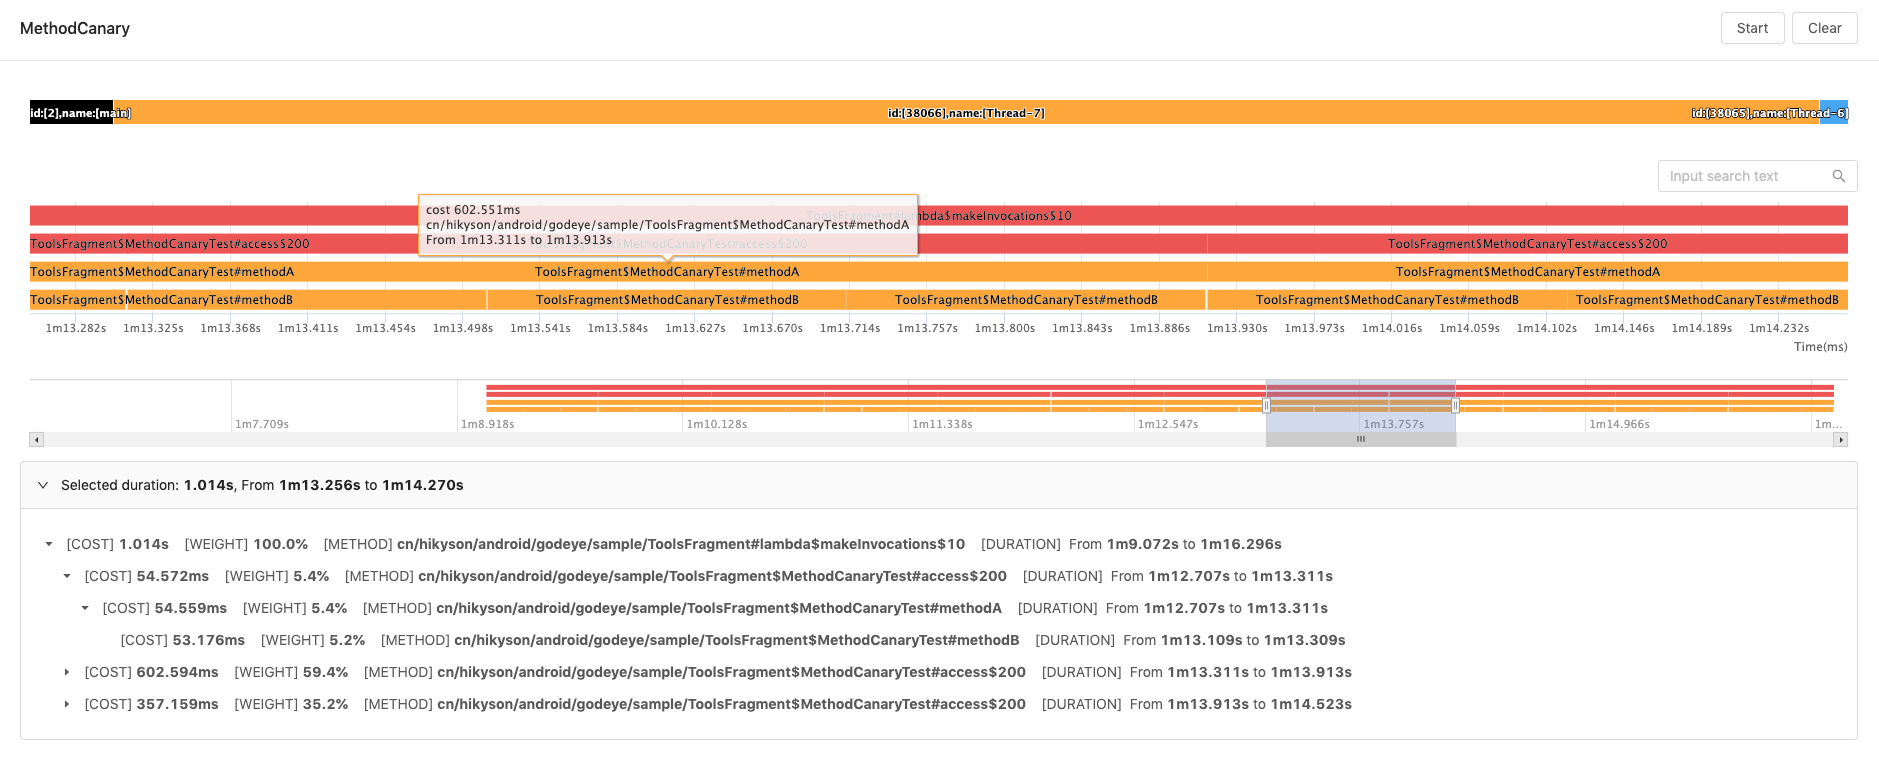 MethodCanary
Start
Clear
id:[2],name:[main]
id:[38066],name:[Thread-7]
id:[38065],name:[Thread-6]
Input search text
cost 602.551ms
cn/hikyson/android/godeye/sample/ToolsFragment$MethodCanaryTest#methodA
From 1m13.311s to 1m13.913s
ToolsFragment#lambda$makeInvocations$10
ToolsFragment$MethodCanaryTest#access$200
ToolsFragment$MethodCanaryTest#access$200
ToolsFragment$MethodCanaryTest#access$200
ToolsFragment$MethodCanaryTest#methodA
ToolsFragment$MethodCanaryTest#methodA
ToolsFragment$MethodCanaryTest#methodA
ToolsFragment$MethodCanaryTest#methodB
ToolsFragment$MethodCanaryTest#methodB
ToolsFragment$MethodCanaryTest#methodB
ToolsFragment$MethodCanaryTest#methodB
ToolsFragment$MethodCanaryTest#methodB
1m13.282s 1m13.325s 1m13.368s 1m13.411s 1m13.454s 1m13.498s 1m13.541s 1m13.584s 1m13.627s 1m13.670s 1m13.714s 1m13.757s 1m13.800s 1m13.843s 1m13.886s 1m13.930s 1m13.973s 1m14.016s 1m14.059s 1m14.102s 1m14.146s 1m14.189s 1m14.232s
Time(ms)
1m7.709s 1m8.918s 1m10.128s 1m11.338s 1m12.547s 1m13.757s 1m14.966s 1m...
Selected duration: 1.014s, From 1m13.256s to 1m14.270s
[COST] 1.014s [WEIGHT] 100.0% [METHOD] cn/hikyson/android/godeye/sample/ToolsFragment#lambda$makeInvocations$10 [DURATION] From 1m9.072s to 1m16.296s
[COST] 54.572ms [WEIGHT] 5.4% [METHOD] cn/hikyson/android/godeye/sample/ToolsFragment$MethodCanaryTest#access$200 [DURATION] From 1m12.707s to 1m13.311s
[COST] 54.559ms [WEIGHT] 5.4% [METHOD] cn/hikyson/android/godeye/sample/ToolsFragment$MethodCanaryTest#methodA [DURATION] From 1m12.707s to 1m13.311s
[COST] 53.176ms [WEIGHT] 5.2% [METHOD] cn/hikyson/android/godeye/sample/ToolsFragment$MethodCanaryTest#methodB [DURATION] From 1m13.109s to 1m13.309s
[COST] 602.594ms [WEIGHT] 59.4% [METHOD] cn/hikyson/android/godeye/sample/ToolsFragment$MethodCanaryTest#access$200 [DURATION] From 1m13.311s to 1m13.913s
[COST] 357.159ms [WEIGHT] 35.2% [METHOD] cn/hikyson/android/godeye/sample/ToolsFragment$MethodCanaryTest#access$200 [DURATION] From 1m13.913s to 1m14.523s